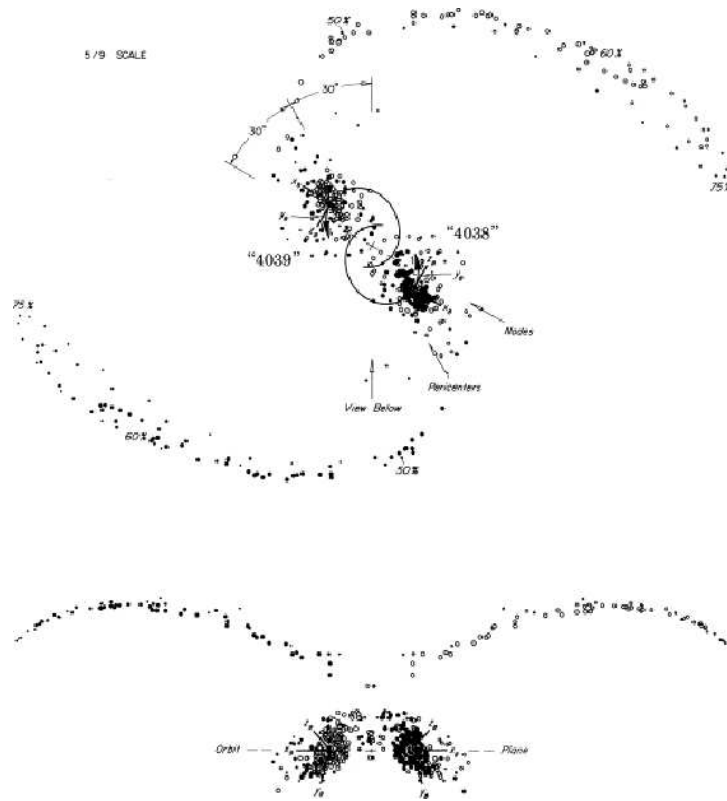 50%
5/9 SCALE
60%
30°
30°
75%
"4038"
"4039"
75%
Nodes
Pericenters
View Below
60%
50%
Orbit
Plane